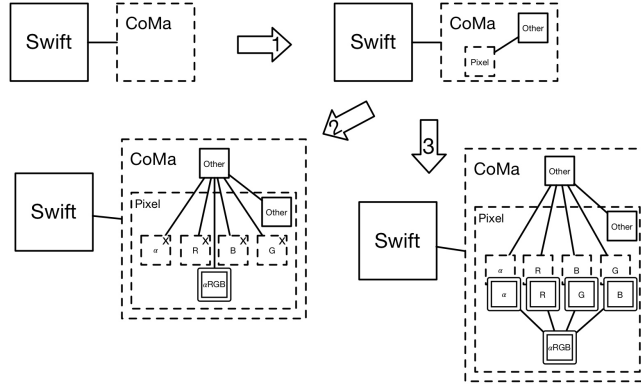 Swift
CoMa
1
Swift
CoMa
Other
Pixel
2
3
CoMa
Other
Swift
Pixel
Other
α X
R X
B X
G X
αRGB
CoMa
Other
Swift
Pixel
Other
α
R
B
G
α
R
G
B
αRGB